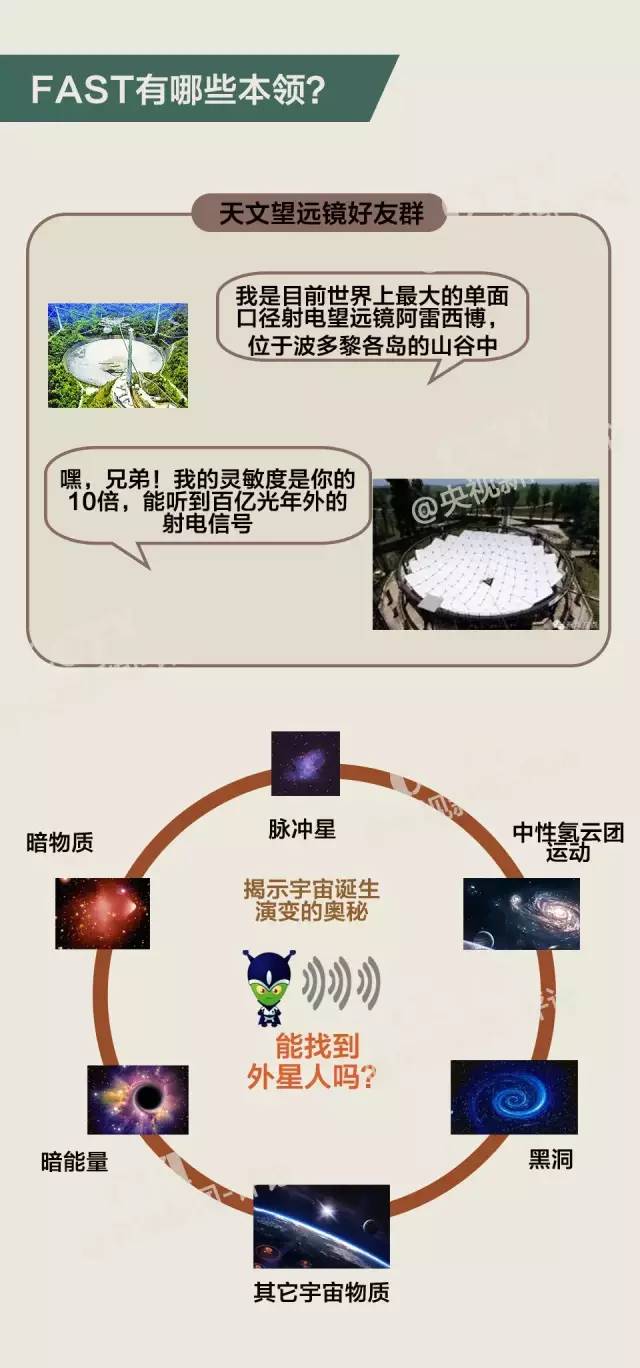 FAST有哪些本领？
天文望远镜好友群
我是目前世界上最大的单面
口径射电望远镜阿雷西博，
位于波多黎各岛的山谷中
嘿，兄弟！我的灵敏度是你的
10倍，能听到百亿光年外的
射电信号
@央视新
脉冲星
暗物质
中性氢云团
运动
揭示宇宙诞生
演变的奥秘
能找到
外星人吗？
暗能量
黑洞
其它宇宙物质